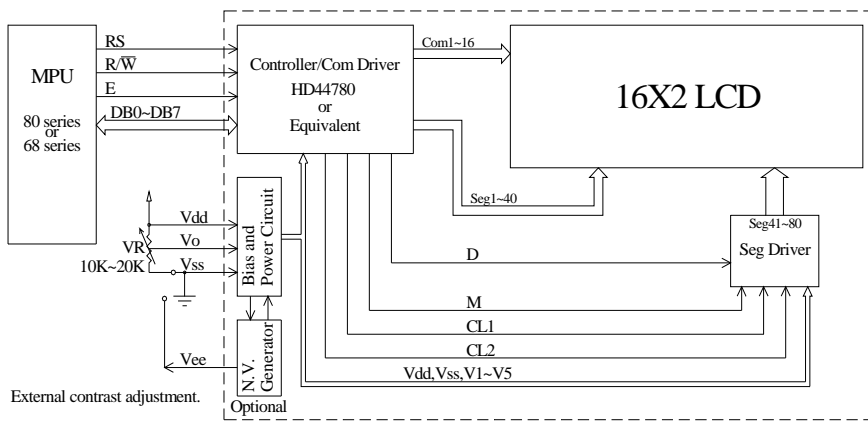 MPU
80 series
or
68 series
RS
R/W̅
E
DB0~DB7
Controller/Com Driver
HD44780
or
Equivalent
Com1~16
16X2 LCD
Seg1~40
Seg41~80
Seg Driver
D
M
CL1
CL2
Vdd,Vss,V1~V5
Vdd
Vo
Vss
VR
10K~20K
Bias and
Power Circuit
N.V.
Generator
Optional
Vee
External contrast adjustment.